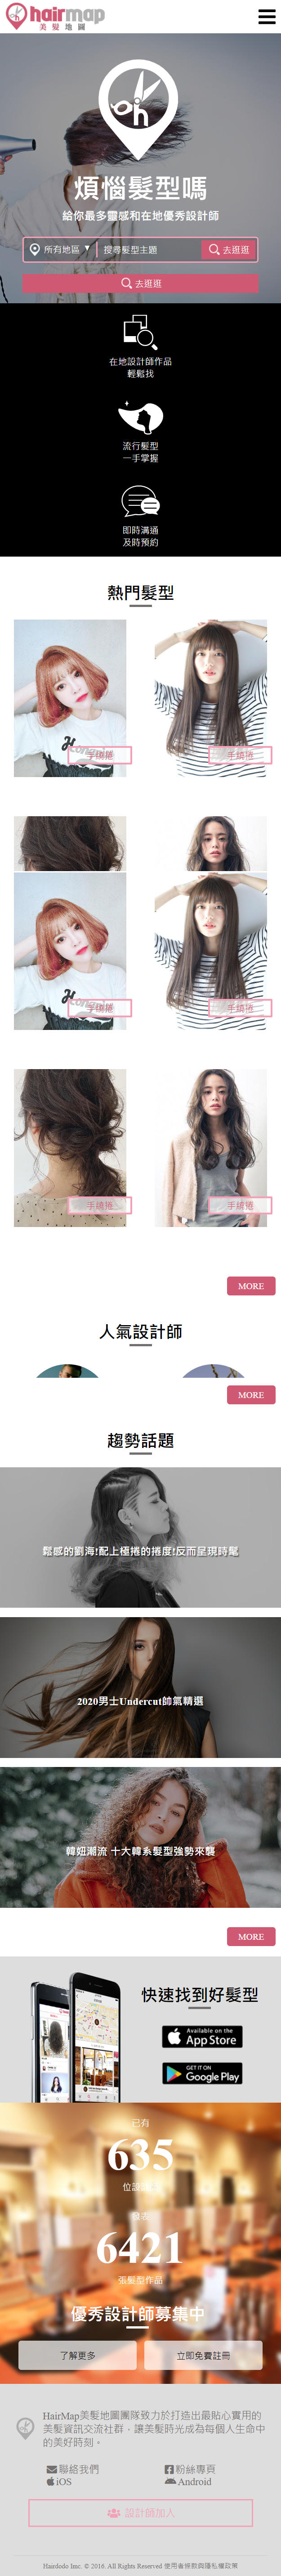 hairmap
美髮地圖
煩惱髮型嗎
給你最多靈感和在地優秀設計師
所有地區 ▼ 搜尋髮型主題 去逛逛
去逛逛
在地設計師作品
輕鬆找
流行髮型
一手掌握
即時溝通
及時預約
熱門髮型
手燒捲 手燒捲
手燒捲 手燒捲
手燒捲 手燒捲
MORE
人氣設計師
MORE
趨勢話題
鬆感的瀏海!配上極捲的捲度!反而呈現時髦
2020男士Undercut帥氣精選
韓妞潮流 十大韓系髮型強勢來襲
MORE
快速找到好髮型
Available on the
App Store
GET IT ON
Google Play
已有
635
位設
發表
6421
張髮型作品
優秀設計師募集中
了解更多 立即免費註冊
HairMap美髮地圖團隊致力於打造出最貼心實用的
美髮資訊交流社群，讓美髮時光成為每個人生命中
的美好時刻。
聯絡我們 粉絲專頁
iOS Android
設計師加入
Hairdodo Inc. © 2016. All Rights Reserved 使用者條款與隱私權政策